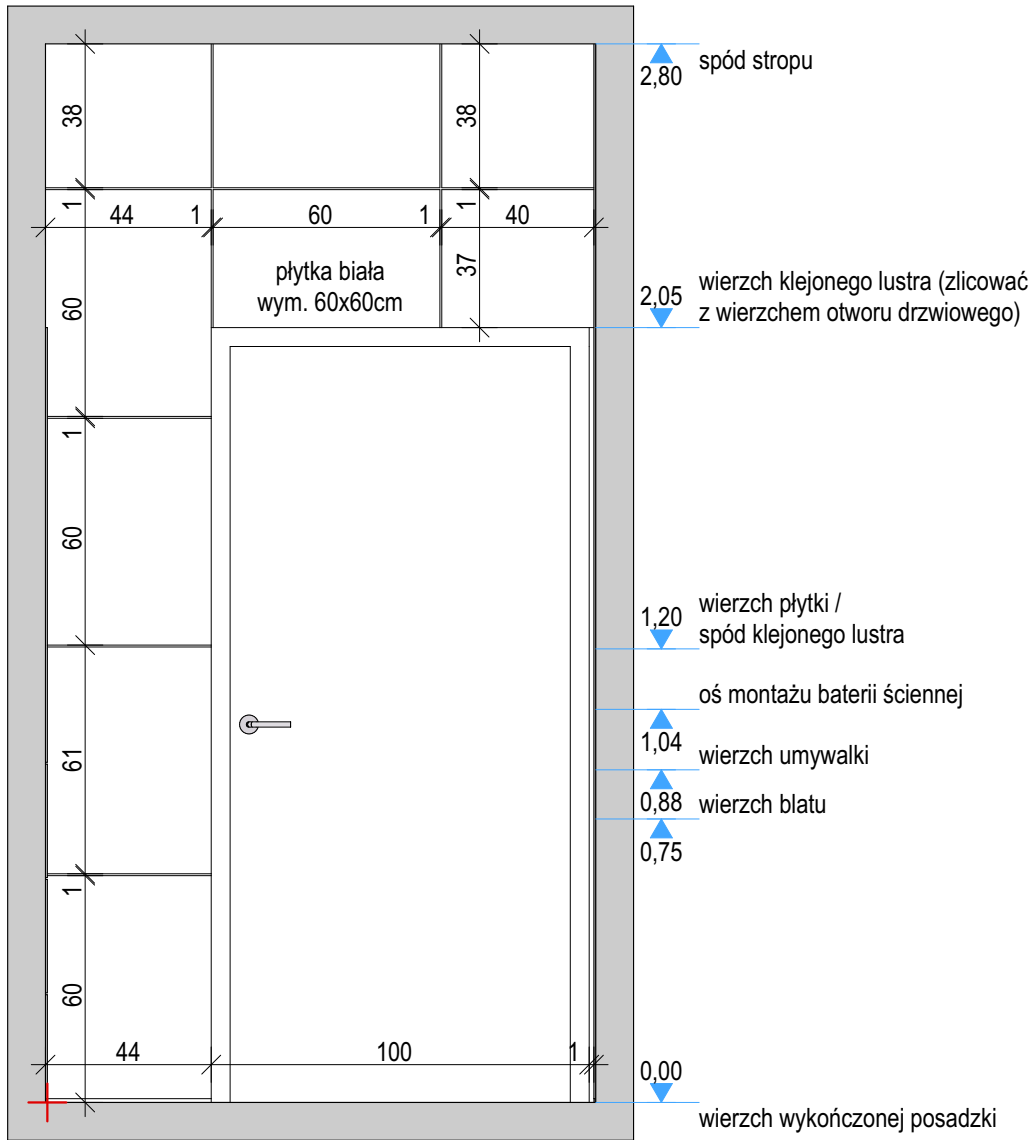 2,80
spód stropu
38
38
1
1
44
1
60
1
40
37
płytka biała
wym. 60x60cm
60
2,05
wierzch klejonego lustra (zlicować
z wierzchem otworu drzwiowego)
1
60
1,20
wierzch płytki /
spód klejonego lustra
oś montażu baterii ściennej
1,04
wierzch umywalki
61
0,88
wierzch blatu
0,75
1
60
44
100
1
0,00
wierzch wykończonej posadzki